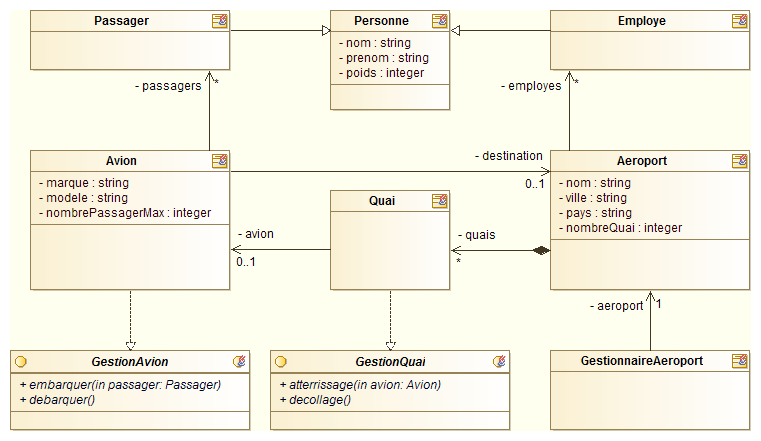 Passager
Personne
Employe
- nom : string
- prenom : string
- poids : integer
- passagers
*
- employes
*
Avion
- marque : string
- modele : string
- nombrePassagerMax : integer
- destination
0..1
Aeroport
- nom : string
- ville : string
- pays : string
- nombreQuai : integer
Quai
- avion
0..1
- quais
*
- aeroport
1
GestionAvion
+ embarquer(in passager: Passager)
+ debarquer()
GestionQuai
+ atterrissage(in avion: Avion)
+ decollage()
GestionnaireAeroport